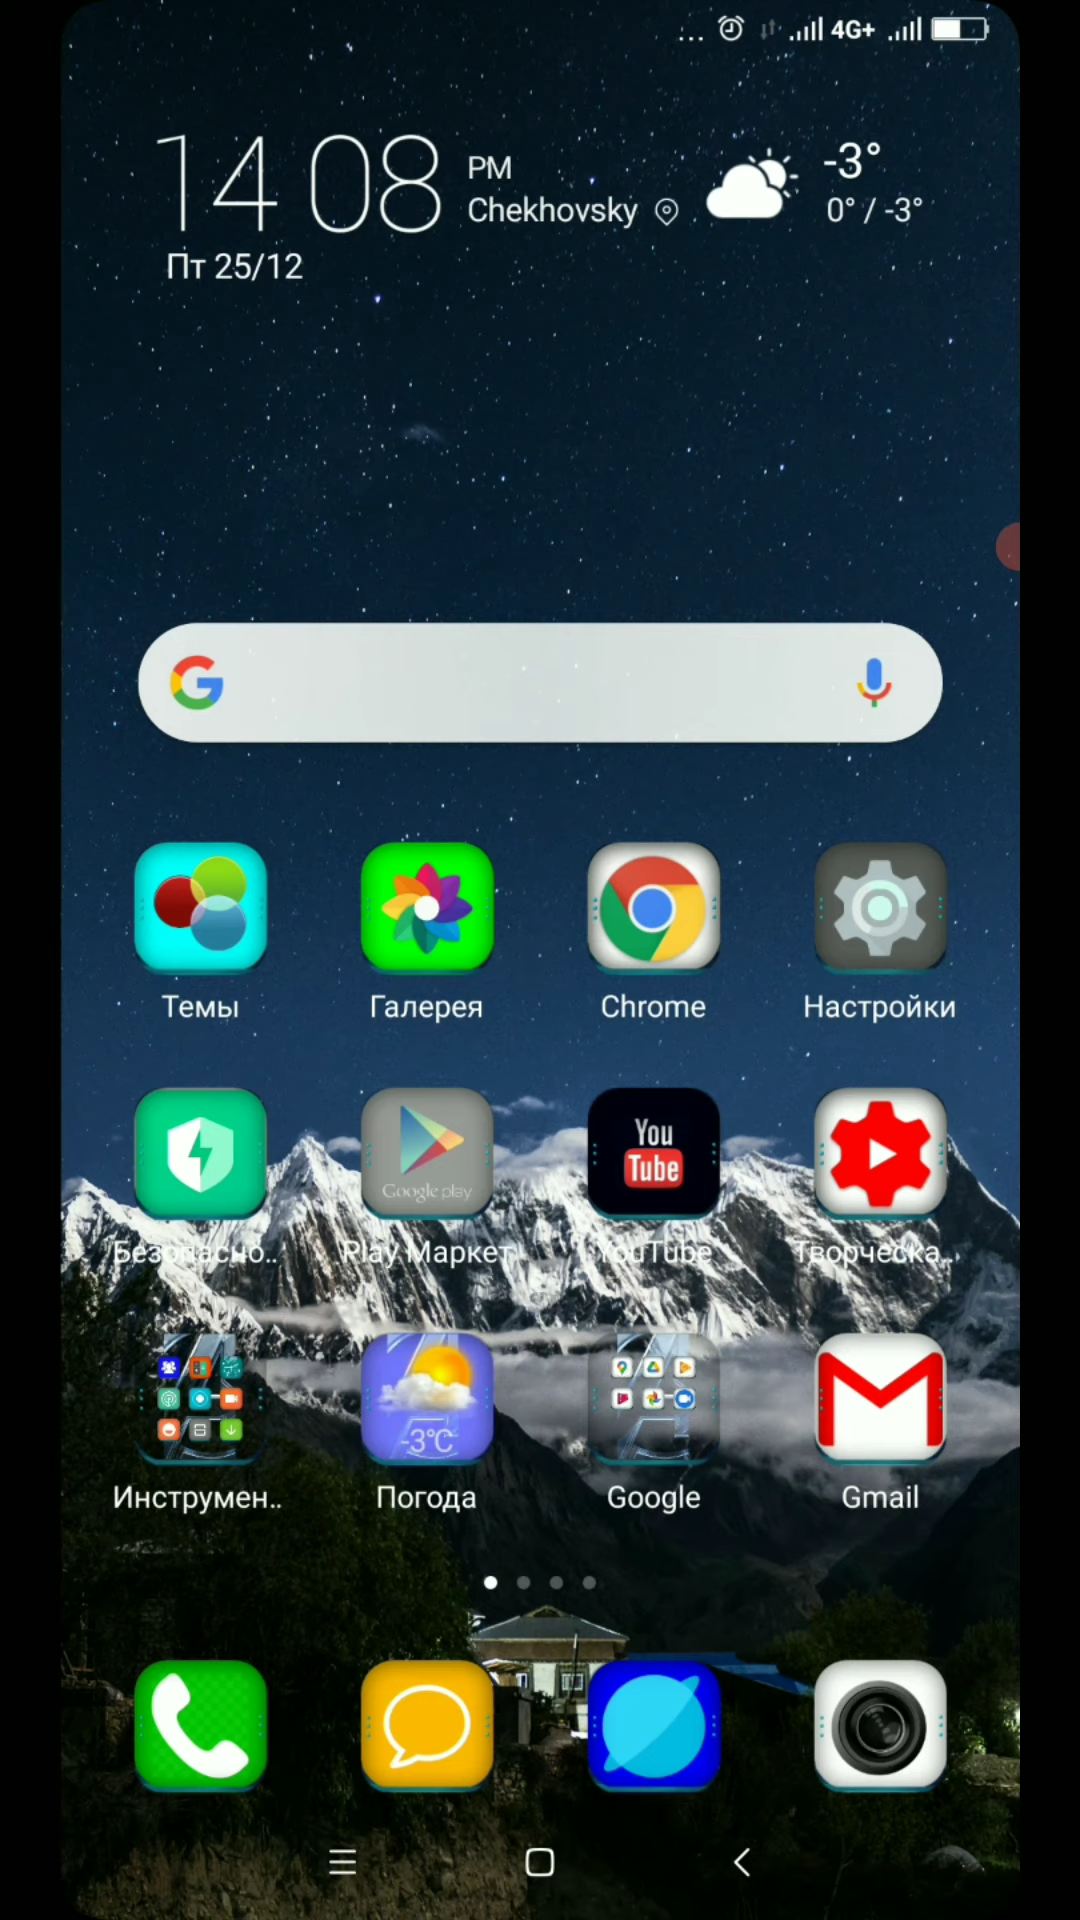 ... 4G+
14 08 PM
Chekhovsky
-3°
0° / -3°
Пт 25/12
Темы
Галерея
Chrome
Настройки
Google play
You
Tube
Безопасно..
Play Маркет
YouTube
Творческа..
-3°C
Инструмен..
Погода
Google
Gmail